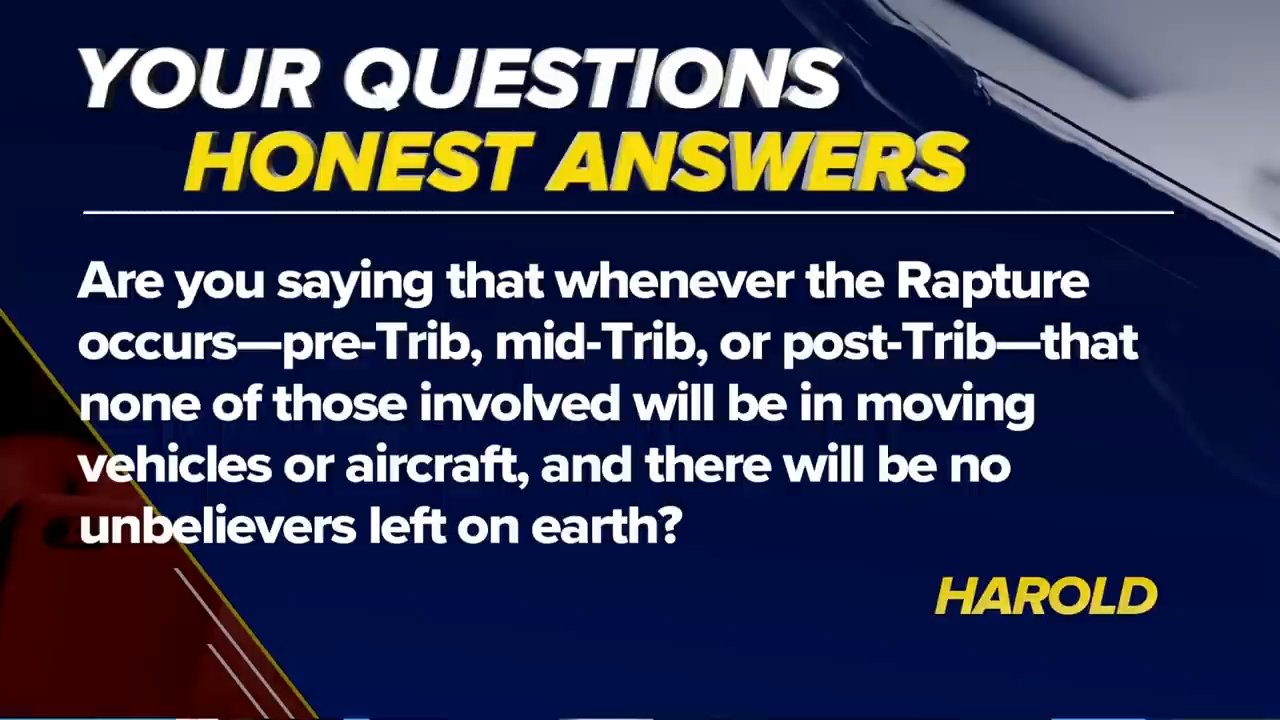 YOUR QUESTIONS
HONEST ANSWERS
Are you saying that whenever the Rapture
occurs—pre-Trib, mid-Trib, or post-Trib—that
none of those involved will be in moving
vehicles or aircraft, and there will be no
unbelievers left on earth?
HAROLD